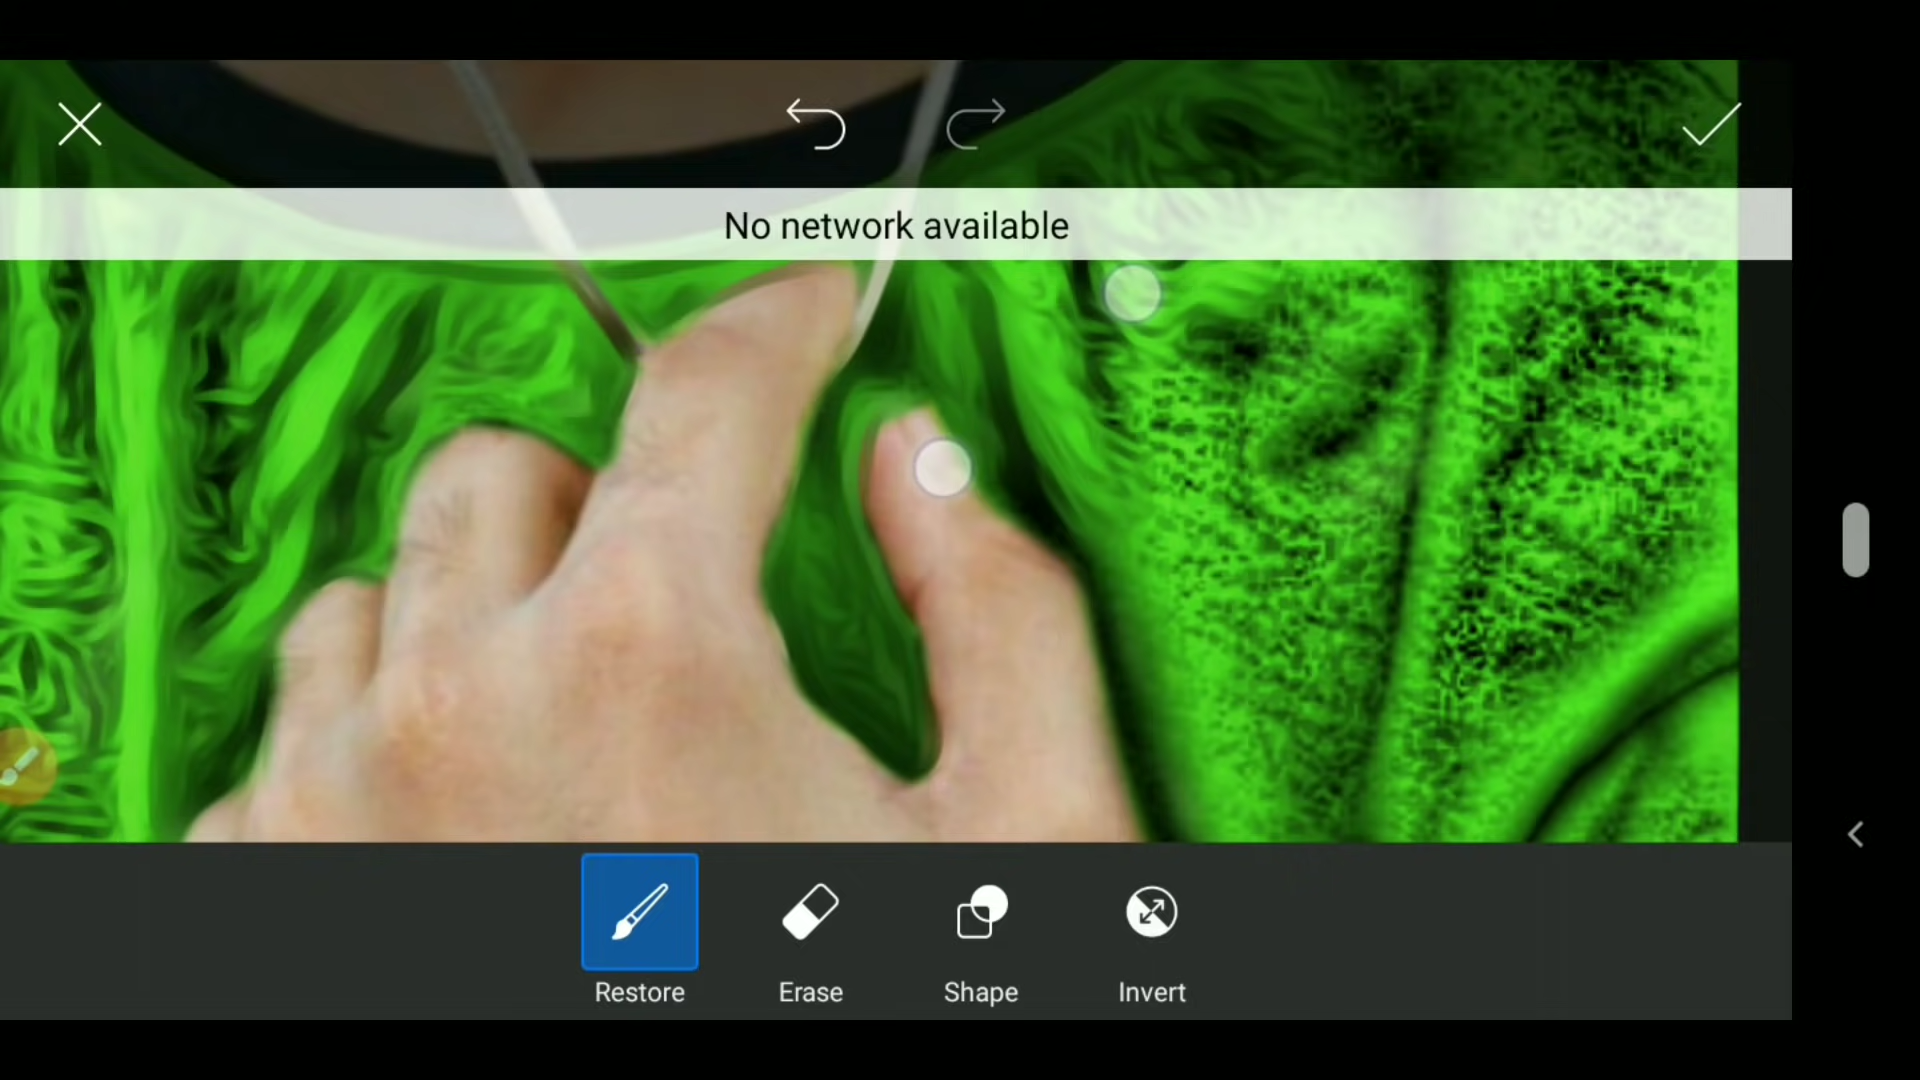 No network available
Restore
Erase
Shape
Invert